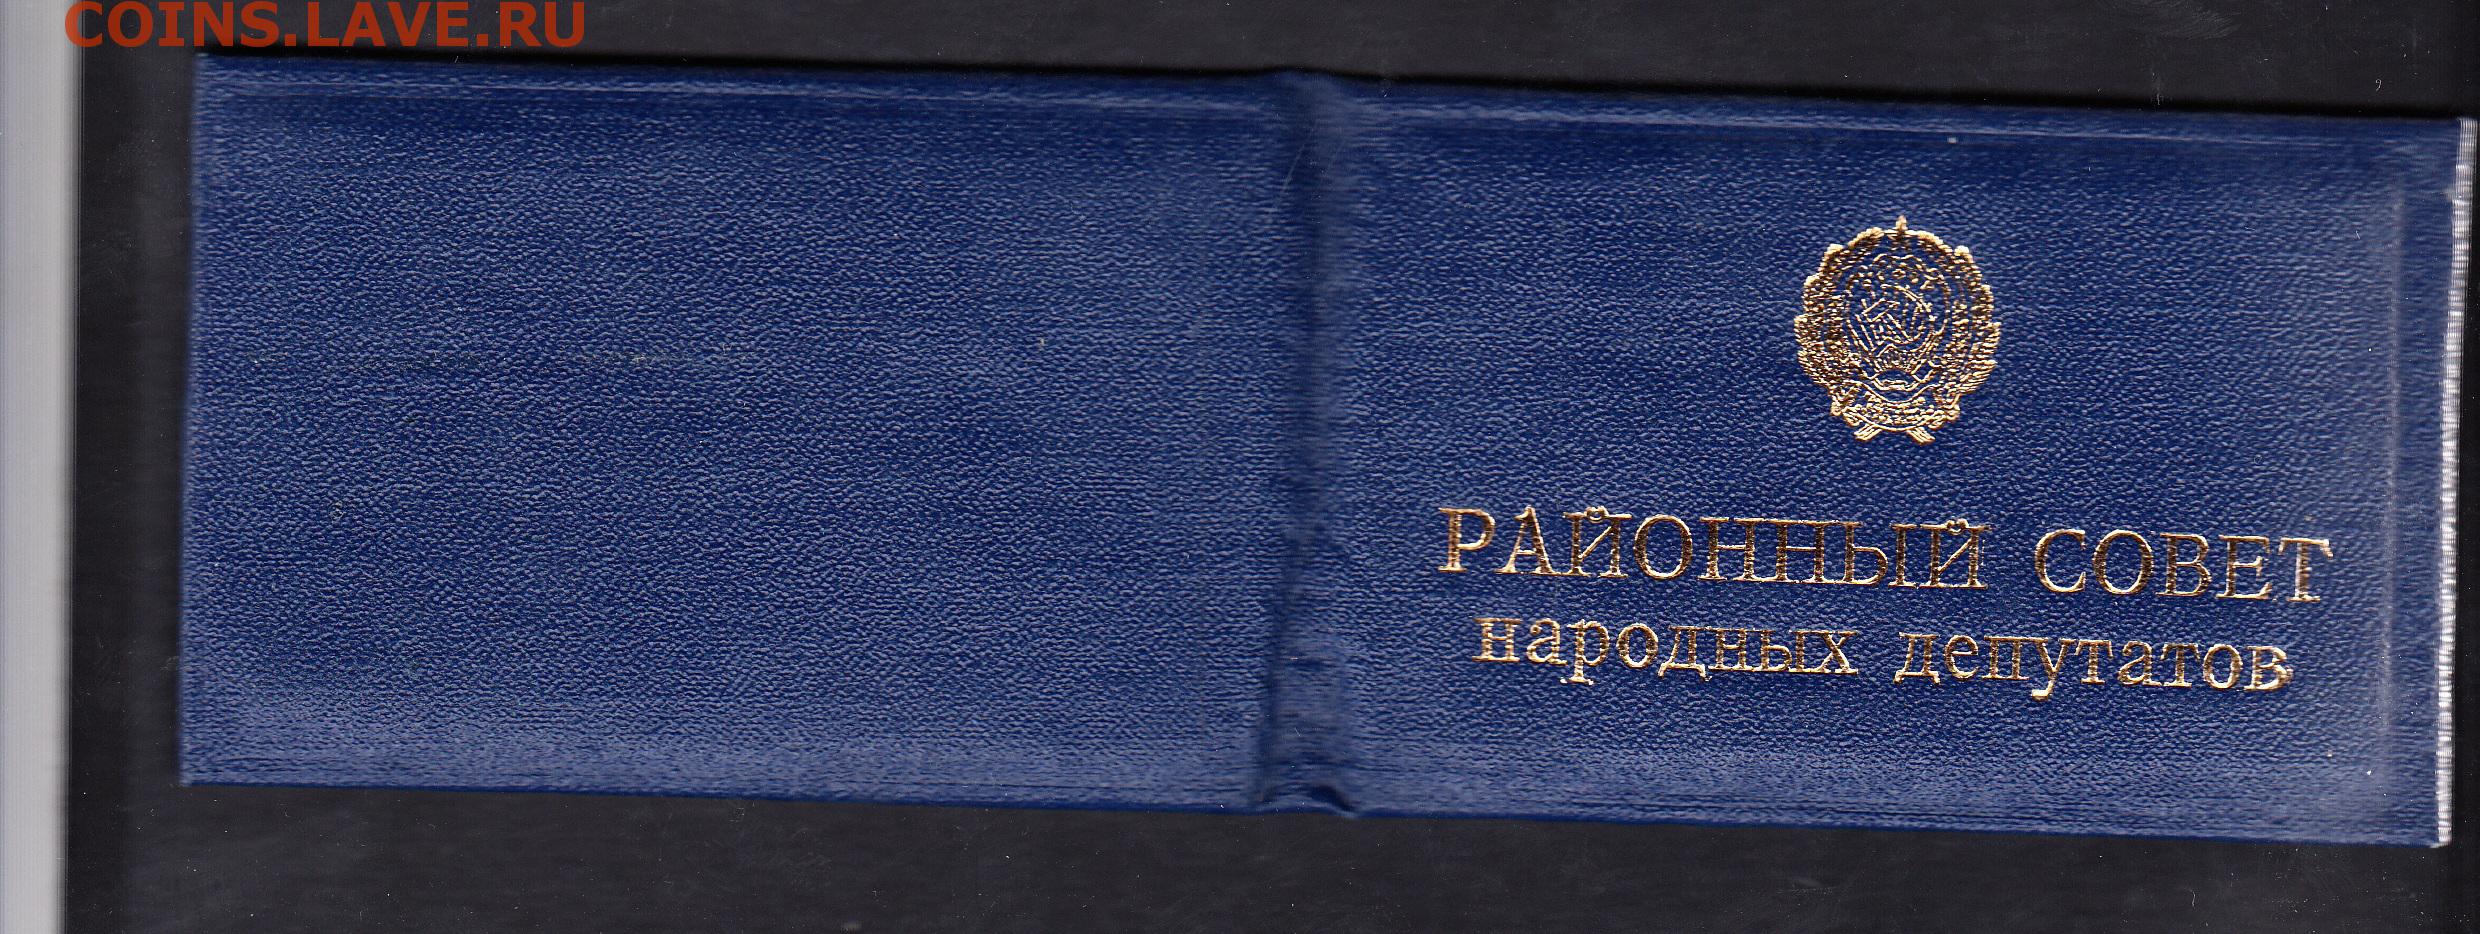 COINS.LAVE.RU
РАЙОННЫЙ СОВЕТ
народных депутатов